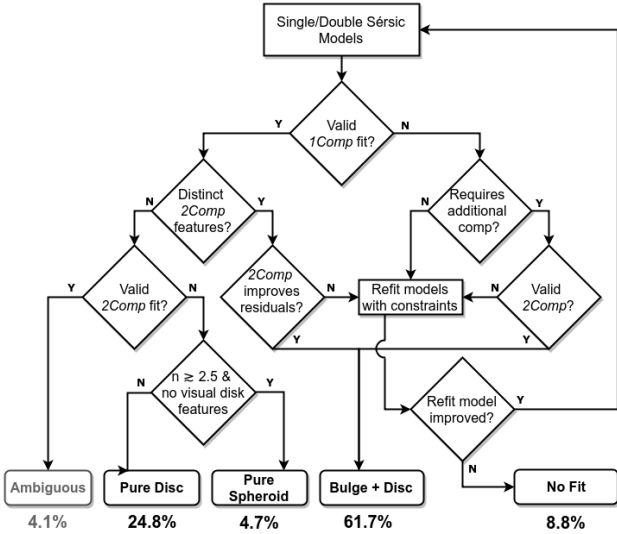 Single/Double Sérsic
Models
Y
Valid
1Comp fit?
N
N
Distinct
2Comp
features?
Y
N
Requires
additional
comp?
Y
Y
Valid
2Comp fit?
N
2Comp
improves
residuals?
N
Refit models
with constraints
N
Valid
2Comp?
Y
Y
Y
N
n ≳ 2.5 &
no visual disk
features
Y
Refit model
improved?
Y
N
Ambiguous
Pure Disc
Pure
Spheroid
Bulge + Disc
No Fit
4.1%
24.8%
4.7%
61.7%
8.8%